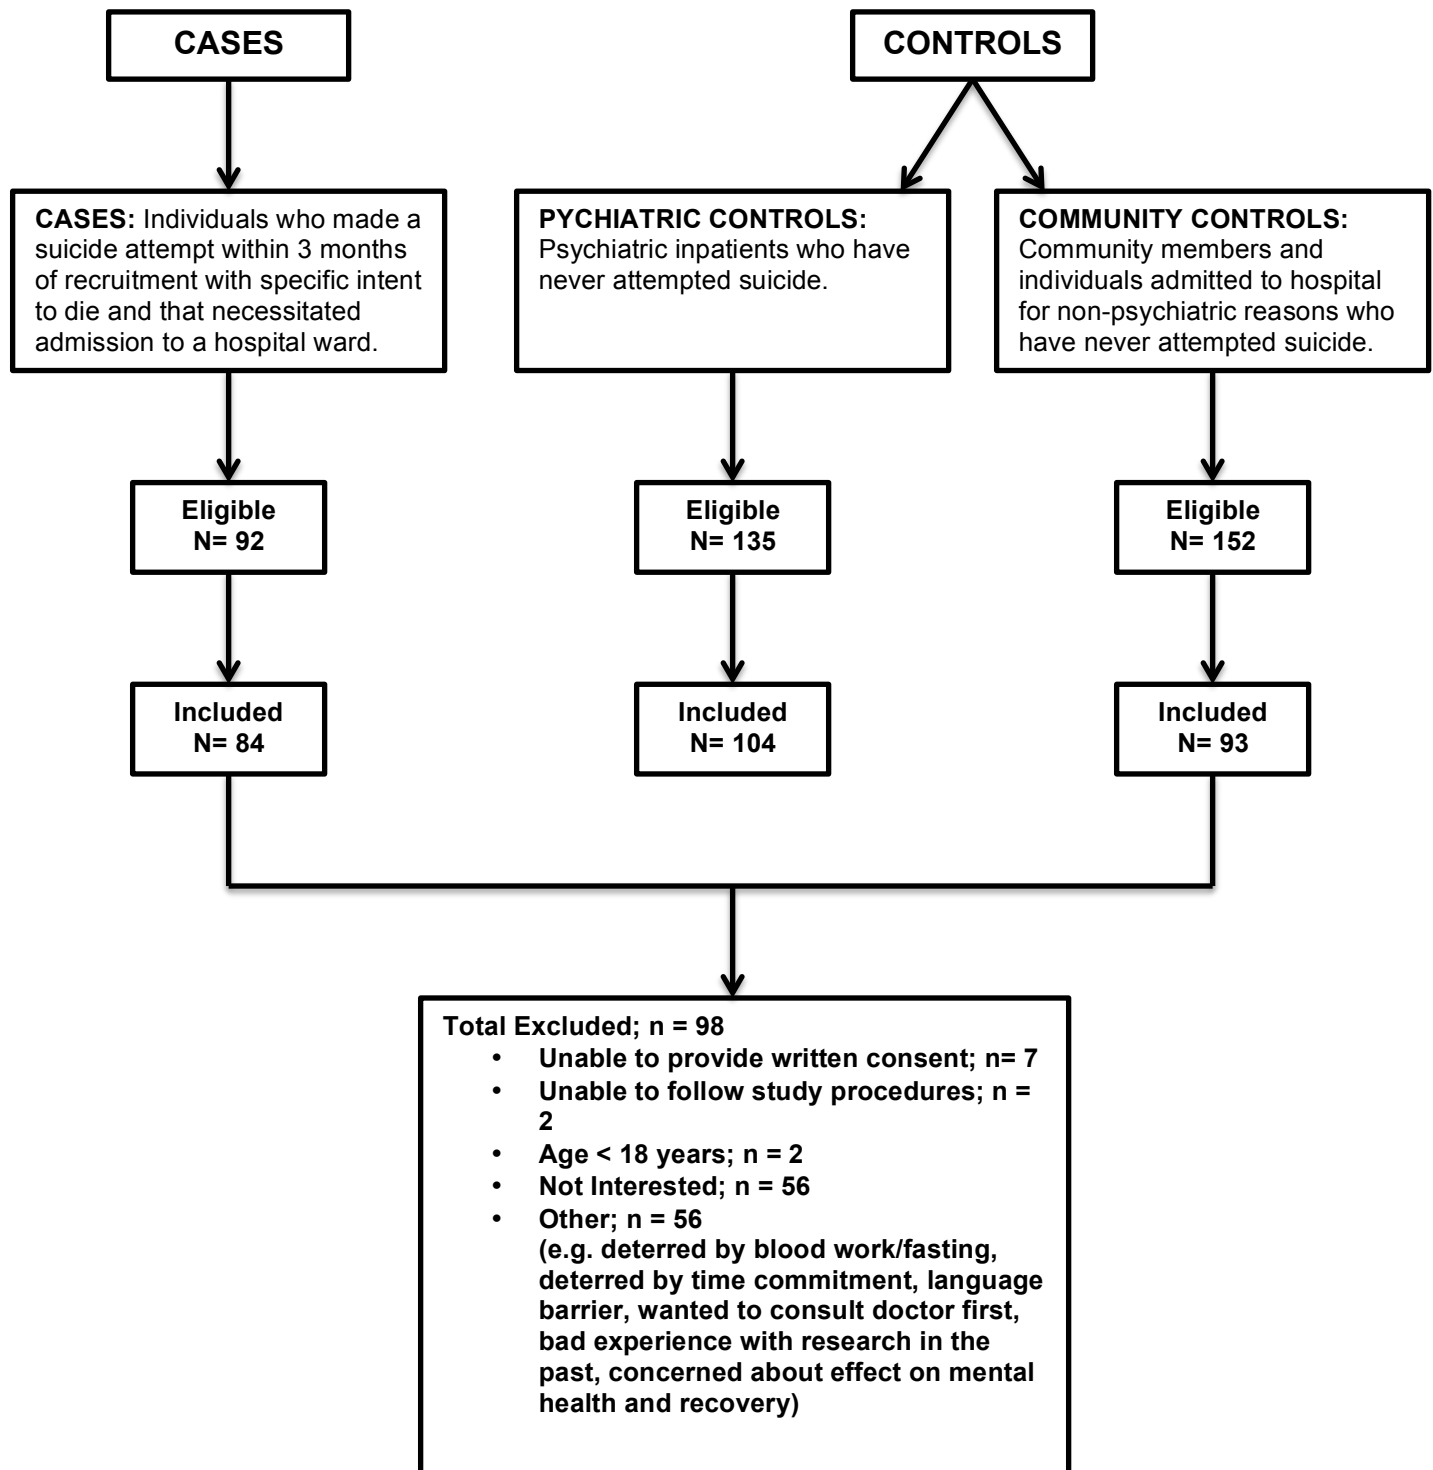 CASES
CONTROLS
CASES: Individuals who made a
suicide attempt within 3 months
of recruitment with specific intent
to die and that necessitated
admission to a hospital ward.
PYCHIATRIC CONTROLS:
Psychiatric inpatients who have
never attempted suicide.
COMMUNITY CONTROLS:
Community members and
individuals admitted to hospital
for non-psychiatric reasons who
have never attempted suicide.
Eligible
N= 92
Eligible
N= 135
Eligible
N= 152
Included
N= 84
Included
N= 104
Included
N= 93
Total Excluded; n = 98
• Unable to provide written consent; n= 7
• Unable to follow study procedures; n =
2
• Age < 18 years; n = 2
• Not Interested; n = 56
• Other; n = 56
(e.g. deterred by blood work/fasting,
deterred by time commitment, language
barrier, wanted to consult doctor first,
bad experience with research in the
past, concerned about effect on mental
health and recovery)